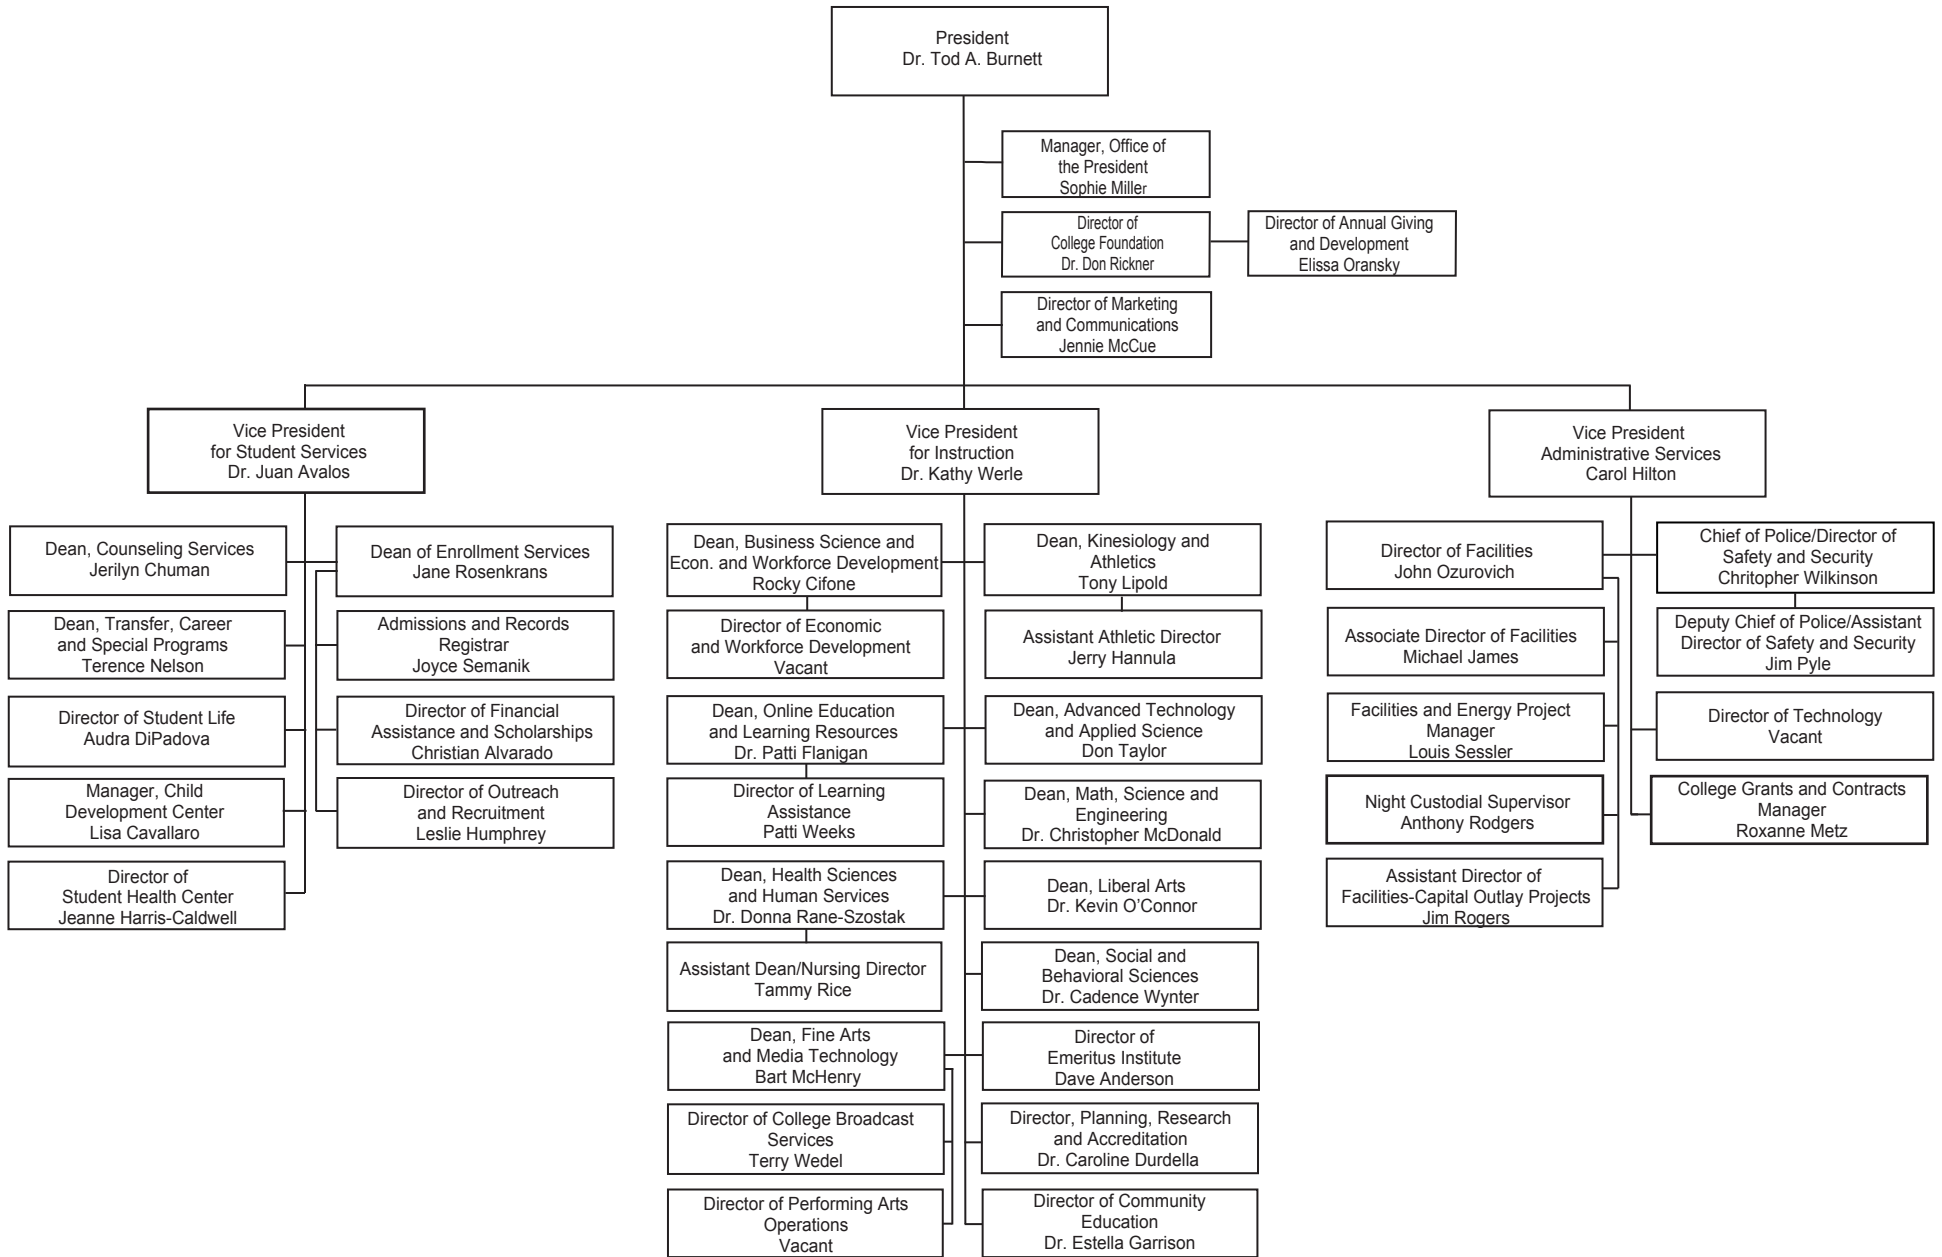 President
Dr. Tod A. Burnett
Manager, Office of
the President
Sophie Miller
Director of
College Foundation
Dr. Don Rickner
Director of Annual Giving
and Development
Elissa Oransky
Director of Marketing
and Communications
Jennie McCue
Vice President
for Student Services
Dr. Juan Avalos
Vice President
for Instruction
Dr. Kathy Werle
Vice President
Administrative Services
Carol Hilton
Dean, Counseling Services
Jerilyn Chuman
Dean of Enrollment Services
Jane Rosenkrans
Dean, Transfer, Career
and Special Programs
Terence Nelson
Admissions and Records
Registrar
Joyce Semanik
Director of Student Life
Audra DiPadova
Director of Financial
Assistance and Scholarships
Christian Alvarado
Manager, Child
Development Center
Lisa Cavallaro
Director of Outreach
and Recruitment
Leslie Humphrey
Director of
Student Health Center
Jeanne Harris-Caldwell
Dean, Business Science and
Econ. and Workforce Development
Rocky Cifone
Dean, Kinesiology and
Athletics
Tony Lipold
Director of Economic
and Workforce Development
Vacant
Assistant Athletic Director
Jerry Hannula
Dean, Online Education
and Learning Resources
Dr. Patti Flanigan
Dean, Advanced Technology
and Applied Science
Don Taylor
Director of Learning
Assistance
Patti Weeks
Dean, Math, Science and
Engineering
Dr. Christopher McDonald
Dean, Health Sciences
and Human Services
Dr. Donna Rane-Szostak
Dean, Liberal Arts
Dr. Kevin O’Connor
Assistant Dean/Nursing Director
Tammy Rice
Dean, Social and
Behavioral Sciences
Dr. Cadence Wynter
Dean, Fine Arts
and Media Technology
Bart McHenry
Director of
Emeritus Institute
Dave Anderson
Director of College Broadcast
Services
Terry Wedel
Director, Planning, Research
and Accreditation
Dr. Caroline Durdella
Director of Performing Arts
Operations
Vacant
Director of Community
Education
Dr. Estella Garrison
Director of Facilities
John Ozurovich
Chief of Police/Director of
Safety and Security
Chritopher Wilkinson
Associate Director of Facilities
Michael James
Deputy Chief of Police/Assistant
Director of Safety and Security
Jim Pyle
Facilities and Energy Project
Manager
Louis Sessler
Director of Technology
Vacant
Night Custodial Supervisor
Anthony Rodgers
College Grants and Contracts
Manager
Roxanne Metz
Assistant Director of
Facilities-Capital Outlay Projects
Jim Rogers